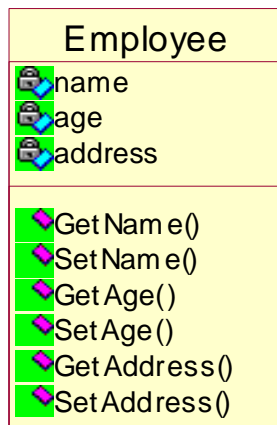 Employee
name
age
address
GetName()
SetName()
GetAge()
SetAge()
GetAddress()
SetAddress()